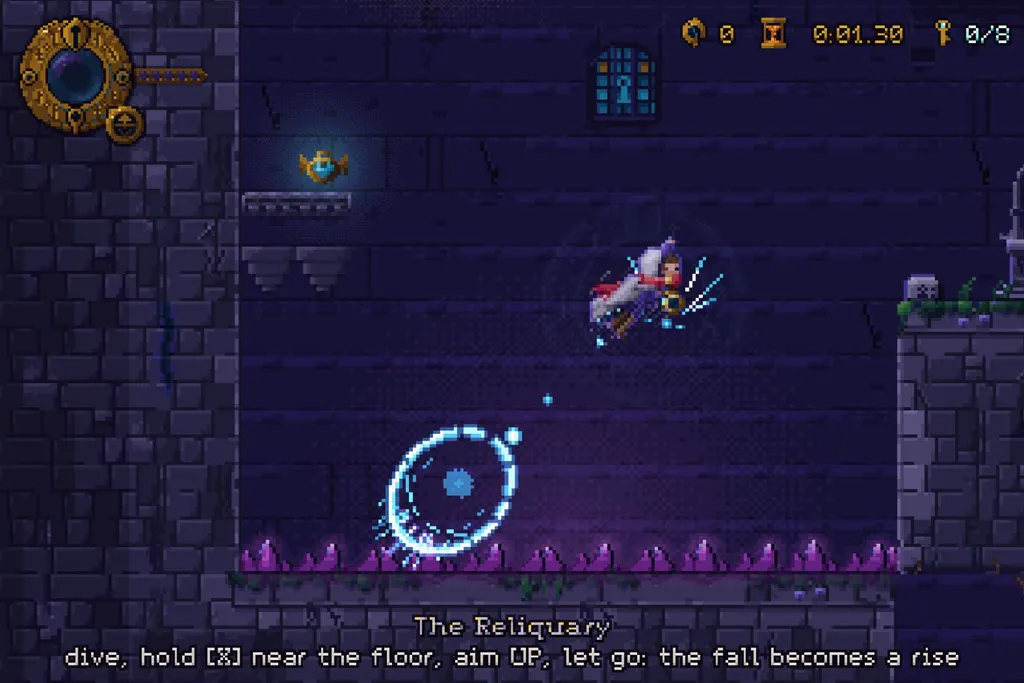 0 0:01.30 0/8
The Reliquary
dive, hold [X] near the floor, aim UP, let go: the fall becomes a rise